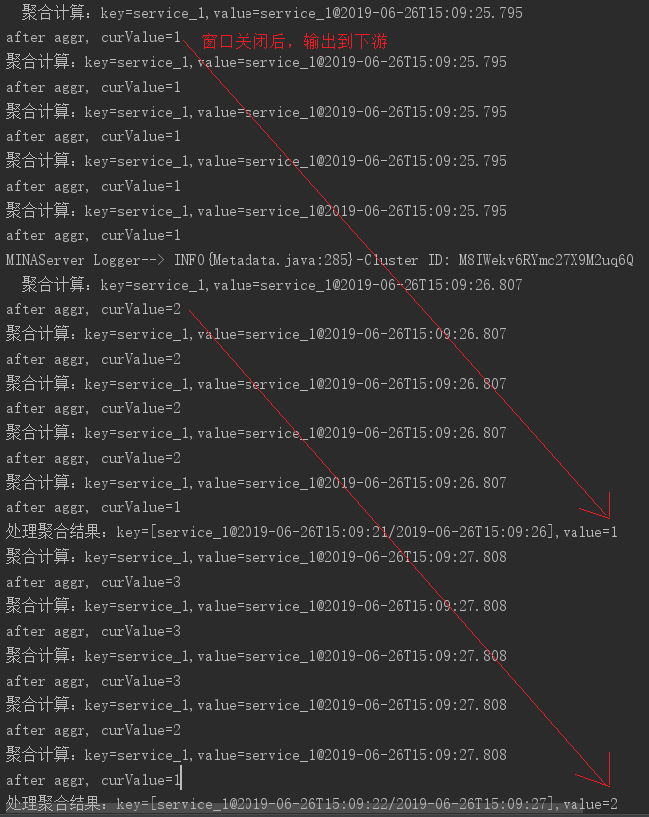 聚合计算：key=service_1,value=service_1@2019-06-26T15:09:25.795
after aggr, curValue=1
窗口关闭后，输出到下游
聚合计算：key=service_1,value=service_1@2019-06-26T15:09:25.795
after aggr, curValue=1
聚合计算：key=service_1,value=service_1@2019-06-26T15:09:25.795
after aggr, curValue=1
聚合计算：key=service_1,value=service_1@2019-06-26T15:09:25.795
after aggr, curValue=1
聚合计算：key=service_1,value=service_1@2019-06-26T15:09:25.795
after aggr, curValue=1
MINAServer Logger--> INFO{Metadata.java:285}-Cluster ID: M8IWekv6RYmc27X9M2uq6Q
聚合计算：key=service_1,value=service_1@2019-06-26T15:09:26.807
after aggr, curValue=2
聚合计算：key=service_1,value=service_1@2019-06-26T15:09:26.807
after aggr, curValue=2
聚合计算：key=service_1,value=service_1@2019-06-26T15:09:26.807
after aggr, curValue=2
聚合计算：key=service_1,value=service_1@2019-06-26T15:09:26.807
after aggr, curValue=2
聚合计算：key=service_1,value=service_1@2019-06-26T15:09:26.807
after aggr, curValue=1
处理聚合结果：key=[service_1@2019-06-26T15:09:21/2019-06-26T15:09:26],value=1
聚合计算：key=service_1,value=service_1@2019-06-26T15:09:27.808
after aggr, curValue=3
聚合计算：key=service_1,value=service_1@2019-06-26T15:09:27.808
after aggr, curValue=3
聚合计算：key=service_1,value=service_1@2019-06-26T15:09:27.808
after aggr, curValue=3
聚合计算：key=service_1,value=service_1@2019-06-26T15:09:27.808
after aggr, curValue=2
聚合计算：key=service_1,value=service_1@2019-06-26T15:09:27.808
after aggr, curValue=1
处理聚合结果：key=[service_1@2019-06-26T15:09:22/2019-06-26T15:09:27],value=2